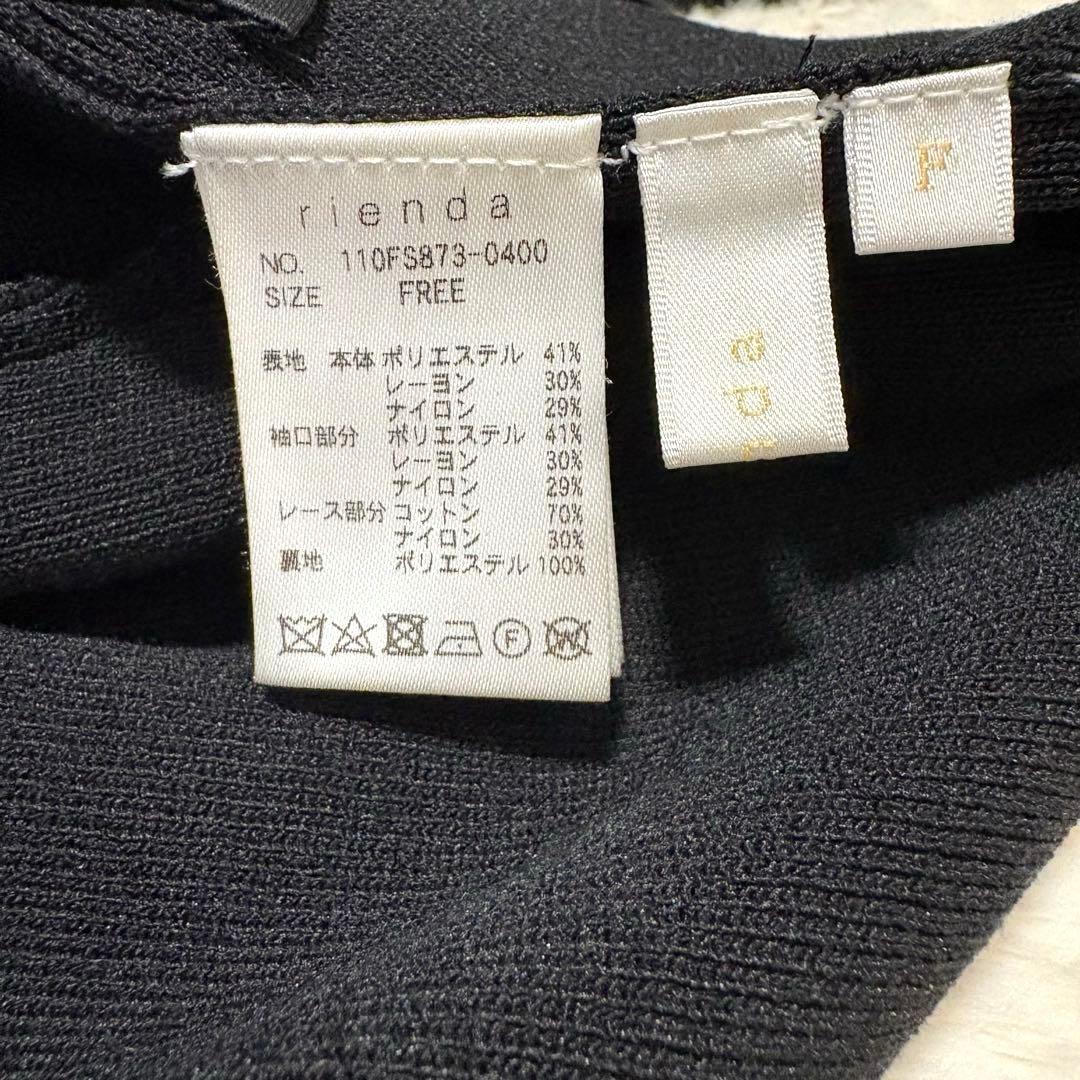 rienda
NO. 110FS873-0400
SIZE FREE
表地 本体 ポリエステル 41%
レーヨン 30%
ナイロン 29%
袖口部分 ポリエステル 41%
レーヨン 30%
ナイロン 29%
レース部分 コットン 70%
ナイロン 30%
裏地 ポリエステル 100%
F
W
da
F